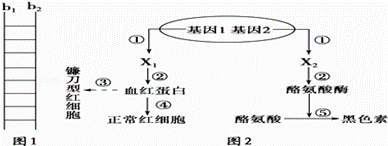 b₁ b₂
基因1 基因2
① ①
X₁ X₂
镰刀型红细胞
③ ② ②
血红蛋白 酪氨酸酶
④ ⑤
正常红细胞 酪氨酸 黑色素
图1 图2